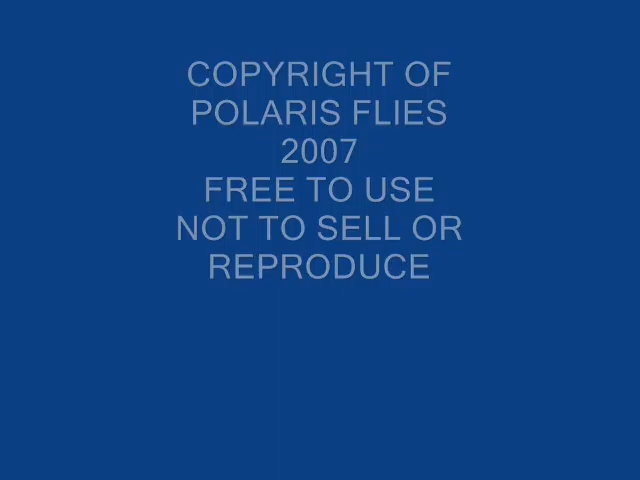 COPYRIGHT OF
POLARIS FLIES
2007
FREE TO USE
NOT TO SELL OR
REPRODUCE